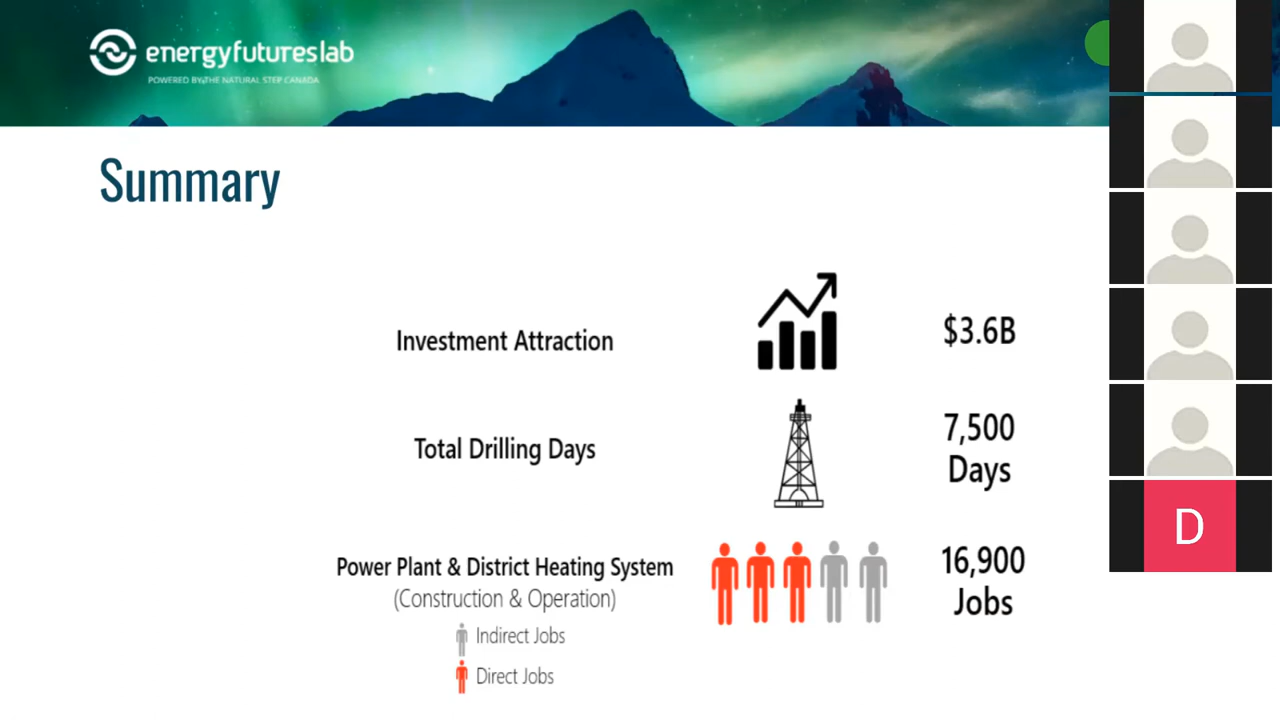 energyfutureslab
POWERED BY THE NATURAL STEP CANADA
Summary
Investment Attraction
$3.6B
Total Drilling Days
7,500
Days
Power Plant & District Heating System
(Construction & Operation)
16,900
Jobs
Indirect Jobs
Direct Jobs
D